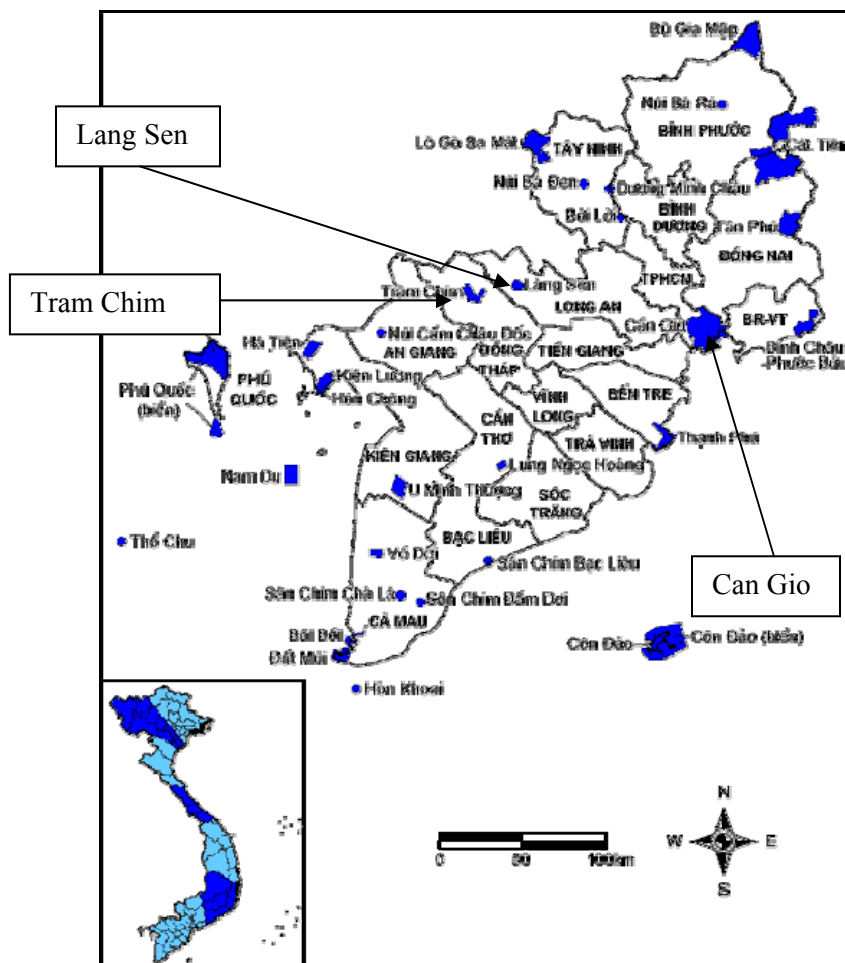 Bù Gia Mập
Lang Sen
Núi Bà Rá
BÌNH PHƯỚC
Lò Gò Sa Mát
TÂY NINH
Cát Tiên
Núi Bà Đen
Dương Minh Châu
BÌNH
DƯƠNG
Bời Lời
Tân Phú
ĐỒNG NAI
Tram Chim
Tràm Chim
Láng Sen
TPHCM
LONG AN
Cần Giờ
BR-VT
Hà Tiên
Núi Cấm Châu Đốc
AN GIANG
ĐỒNG
THÁP
TIỀN GIANG
Bình Châu
-Phước Bửu
Phú Quốc
(biển)
PHÚ
QUỐC
Kiên Lương
Hòn Chông
BẾN TRE
VĨNH
LONG
CẦN
THƠ
TRÀ VINH
Thạnh Phú
KIÊN GIANG
Lung Ngọc Hoàng
Nam Du
U Minh Thượng
SÓC
TRĂNG
Thổ Chu
BẠC LIÊU
Vồ Dơi
Sân Chim Bạc Liêu
Can Gio
Sân Chim Chà Là
Sân Chim Đầm Dơi
CÀ MAU
Bãi Bồi
Đất Mũi
Côn Đảo
Côn Đảo (biển)
Hòn Khoai
N
W
E
S
0
50
100km